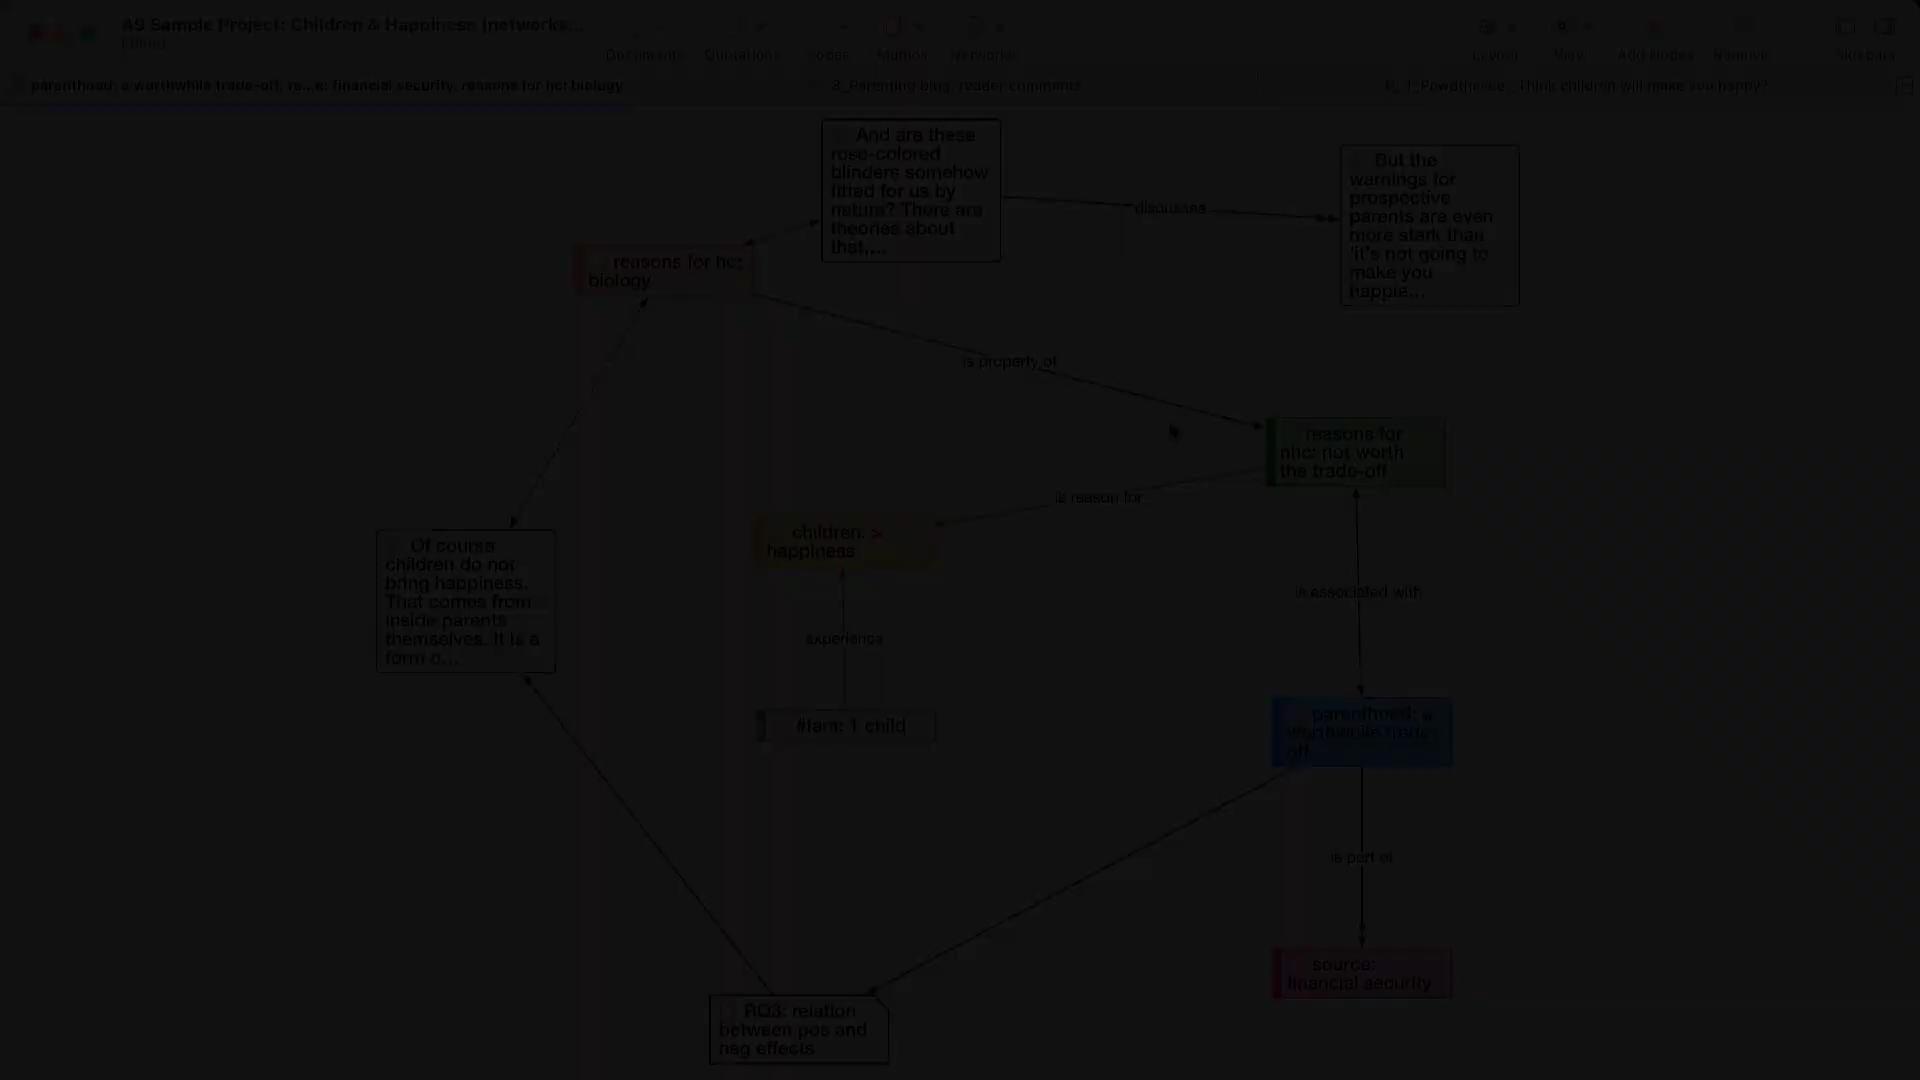 A9 Sample Project: Children & Happiness (networks...
Edited
Documents
Quotations
Codes
Memos
Networks
Layout
View
Add Nodes
Remove
Sidebars
parenthood: a worthwhile trade-off, re...e: financial security, reasons for hc: biology
3_Parenting blog, reader comments
Think children will make you happy?
And are these
rose-colored
blinders somehow
fitted for us by
nature? There are
theories about
that,...
But the
warnings for
prospective
parents are even
more stark than
'it's not going to
make you
happie...
discusses
reasons for hc:
biology
is property of
reasons for
nhc: not worth
the trade-off
is reason for
children: >
happiness
Of course
children do not
bring happiness.
That comes from
inside parents
themselves. It is a
form o...
is associated with
experience
#fam: 1 child
parenthood: a
worthwhile trade-
off
is part of
source:
financial security
RQ3: relation
between pos and
neg effects